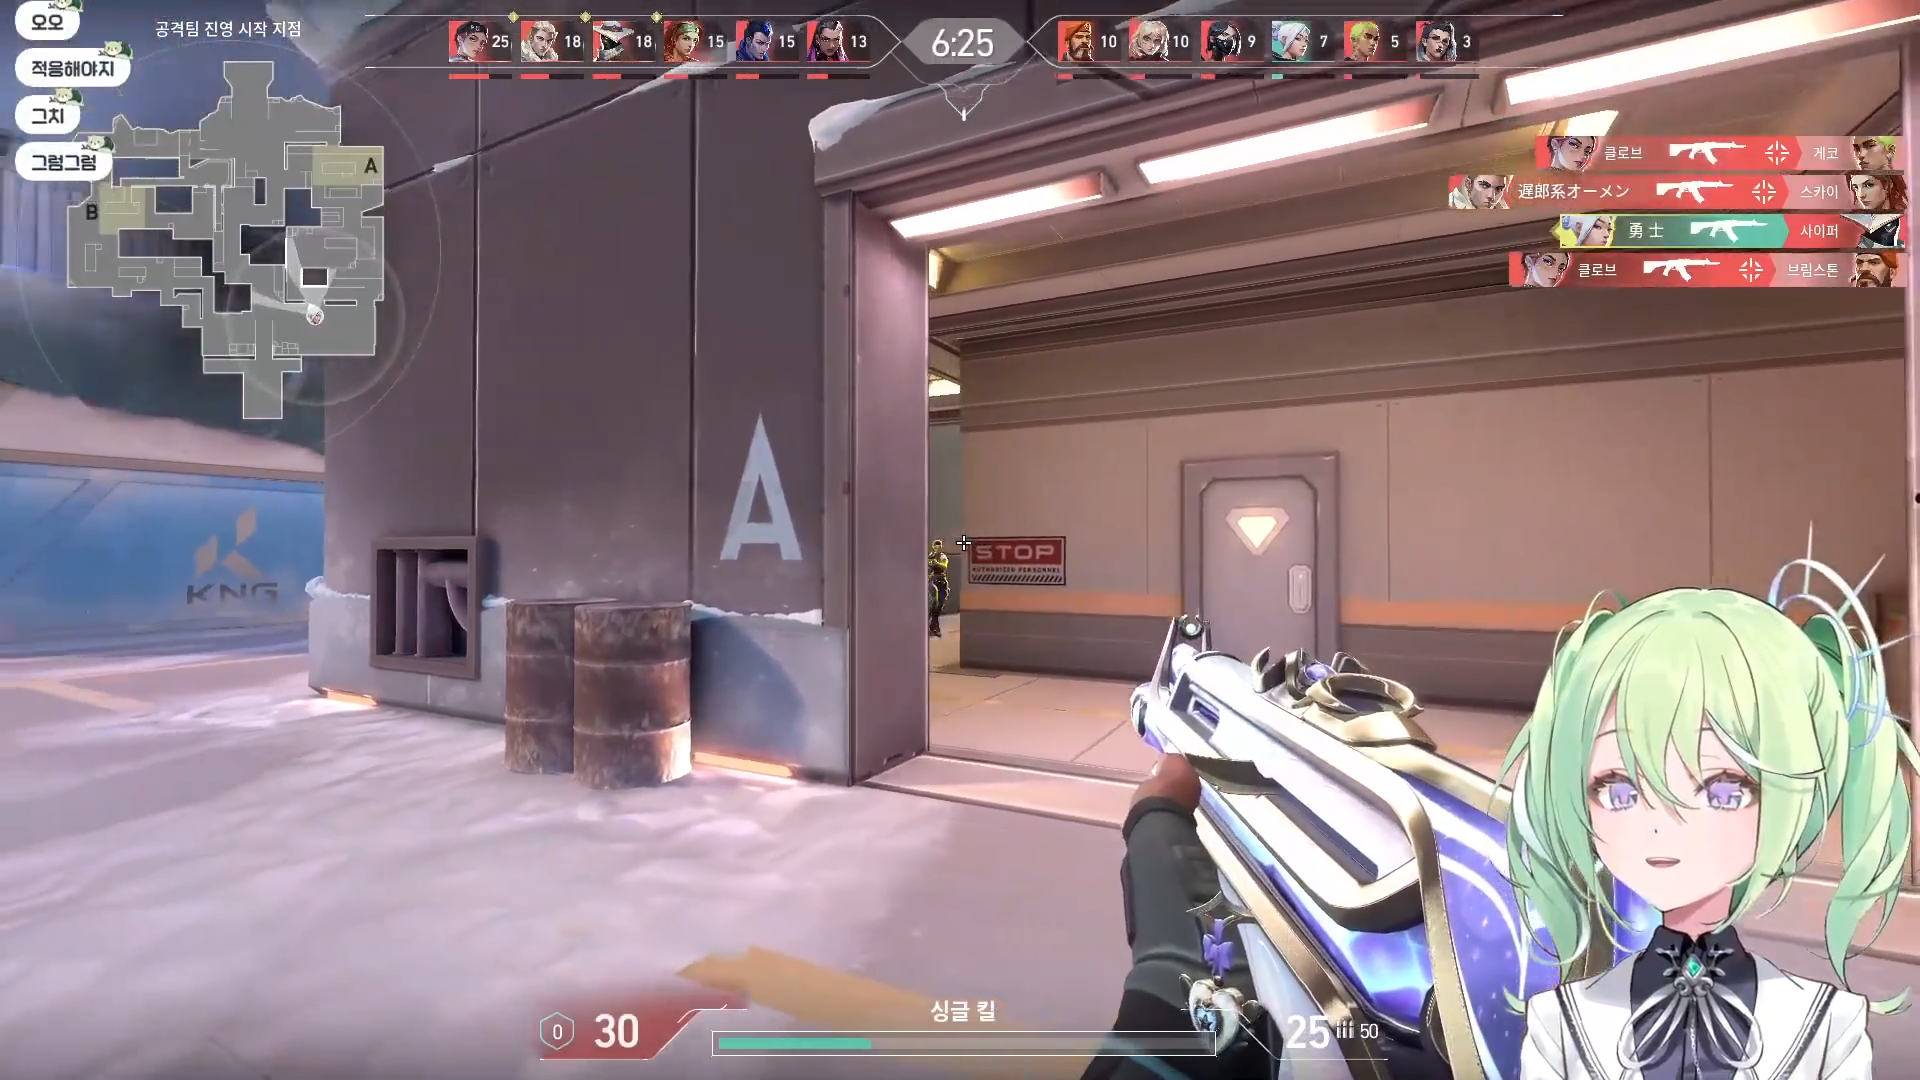 오오
적응해야지
그치
그럼그럼
공격팀 진영 시작 지점
25 18 18 15 15 13
6:25
10 10 9 7 5 3
클로브 게코
遅郎系オーメン 스카이
勇士 사이퍼
클로브 브림스톤
A
B
A
KNG
STOP
AUTHORIZED PERSONNEL
싱글 킬
0 30
25 50